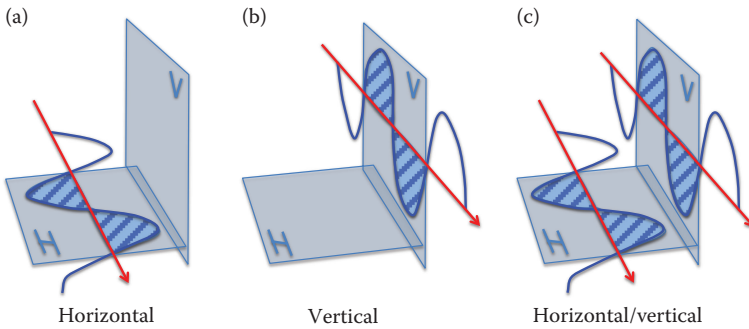 (a)
(b)
(c)
V
V
V
H
H
H
Horizontal
Vertical
Horizontal/vertical